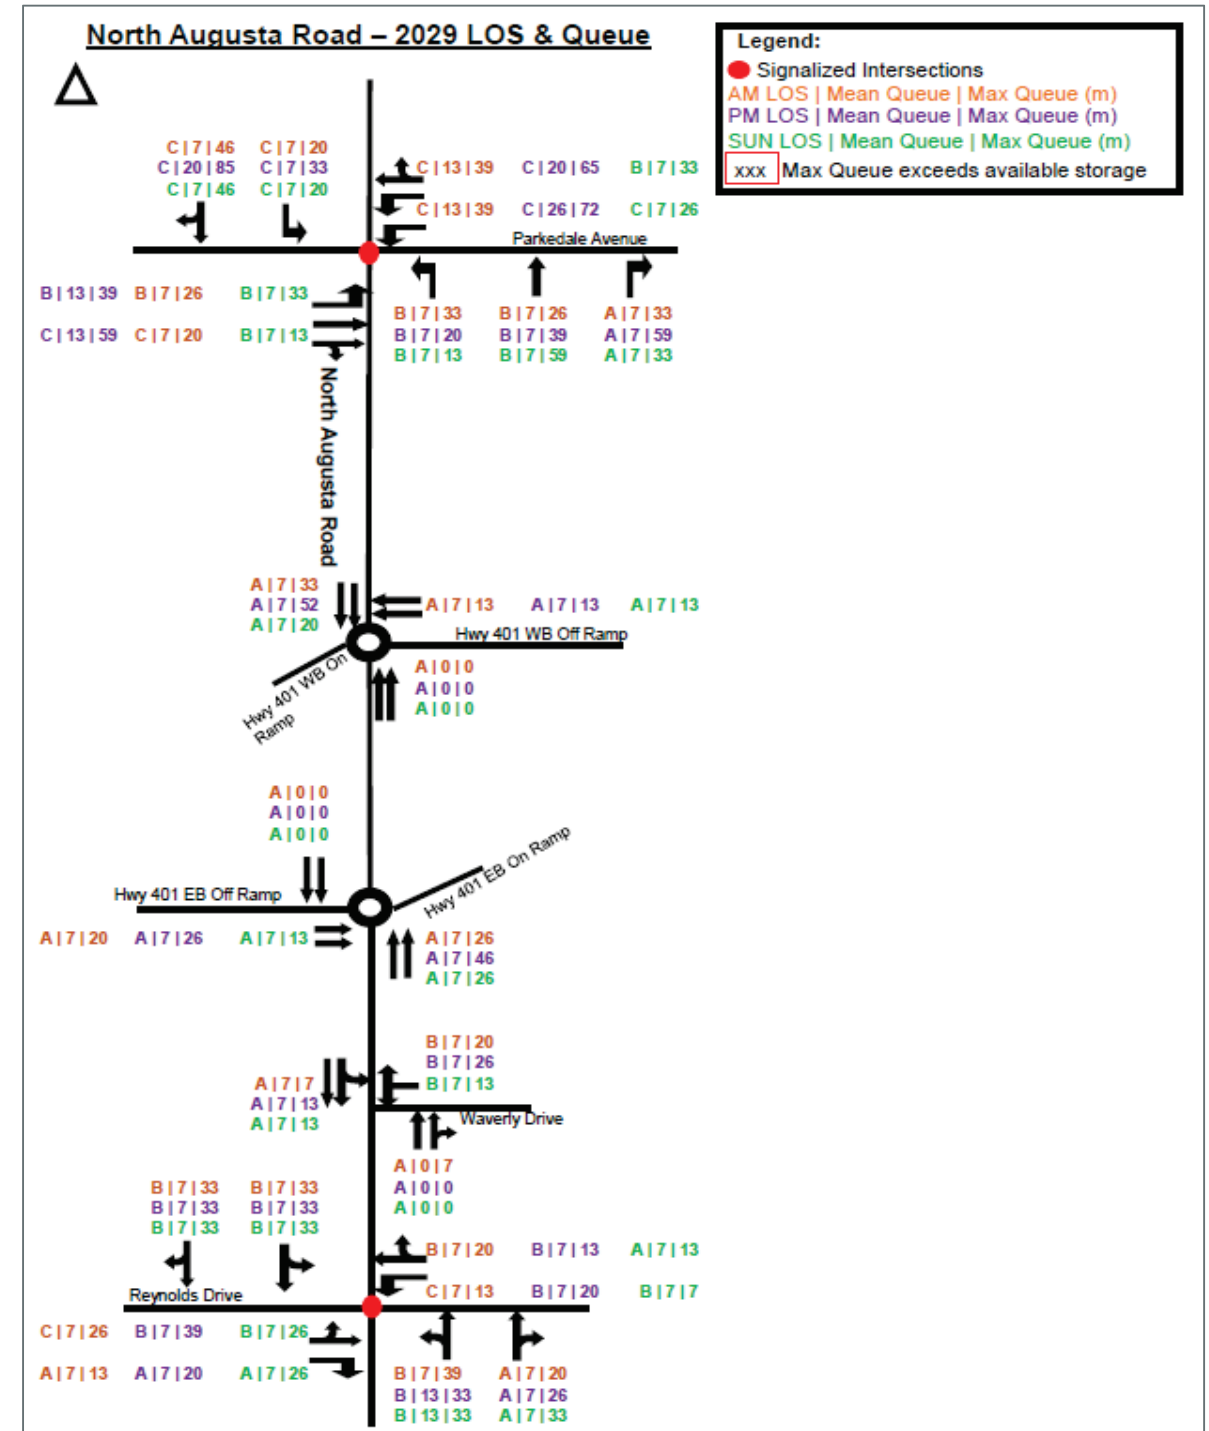 North Augusta Road – 2029 LOS & Queue
Legend:
Signalized Intersections
AM LOS | Mean Queue | Max Queue (m)
PM LOS | Mean Queue | Max Queue (m)
SUN LOS | Mean Queue | Max Queue (m)
xxx Max Queue exceeds available storage
C | 7 | 46 C | 7 | 20
C | 20 | 85 C | 7 | 33
C | 7 | 46 C | 7 | 20
C | 13 | 39 C | 20 | 65 B | 7 | 33
C | 13 | 39 C | 26 | 72 C | 7 | 26
Parkedale Avenue
B | 13 | 39 B | 7 | 26 B | 7 | 33
C | 13 | 59 C | 7 | 20 B | 7 | 13
B | 7 | 33 B | 7 | 26 A | 7 | 33
B | 7 | 20 B | 7 | 39 A | 7 | 59
B | 7 | 13 B | 7 | 59 A | 7 | 33
North Augusta Road
A | 7 | 33
A | 7 | 52
A | 7 | 20
A | 7 | 13 A | 7 | 13 A | 7 | 13
Hwy 401 WB Off Ramp
Hwy 401 WB On
Ramp
A | 0 | 0
A | 0 | 0
A | 0 | 0
A | 0 | 0
A | 0 | 0
A | 0 | 0
Hwy 401 EB On Ramp
Hwy 401 EB Off Ramp
A | 7 | 20 A | 7 | 26 A | 7 | 13
A | 7 | 26
A | 7 | 46
A | 7 | 26
B | 7 | 20
B | 7 | 26
B | 7 | 13
A | 7 | 7
A | 7 | 13
A | 7 | 13
Waverly Drive
A | 0 | 7
A | 0 | 0
A | 0 | 0
B | 7 | 33 B | 7 | 33
B | 7 | 33 B | 7 | 33
B | 7 | 33 B | 7 | 33
B | 7 | 20 B | 7 | 13 A | 7 | 13
C | 7 | 13 B | 7 | 20 B | 7 | 7
Reynolds Drive
C | 7 | 26 B | 7 | 39 B | 7 | 26
A | 7 | 13 A | 7 | 20 A | 7 | 26
B | 7 | 39 A | 7 | 20
B | 13 | 33 A | 7 | 26
B | 13 | 33 A | 7 | 33